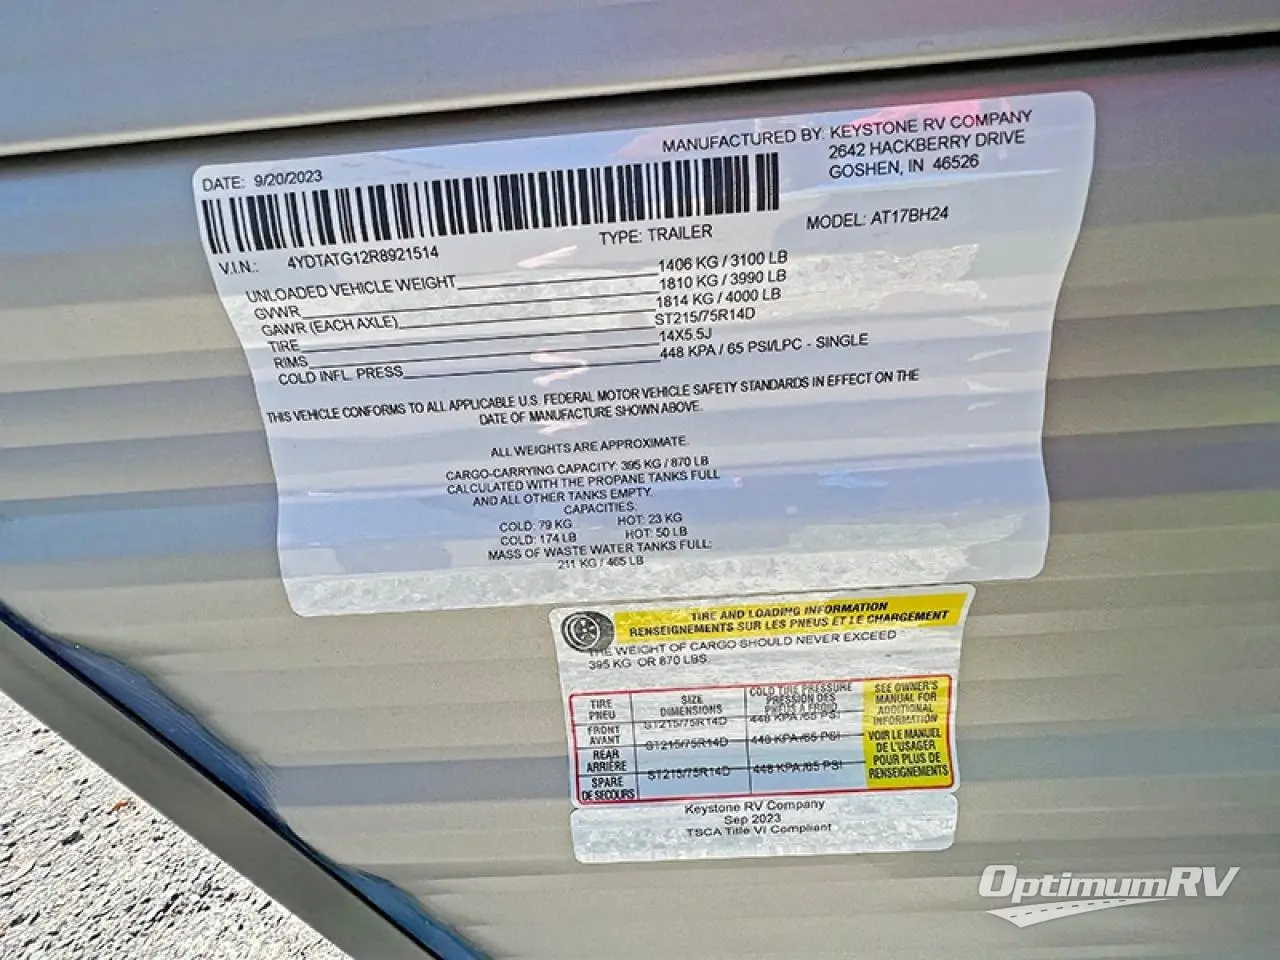 MANUFACTURED BY: KEYSTONE RV COMPANY
2642 HACKBERRY DRIVE
GOSHEN, IN 46526
DATE: 9/20/2023
V.I.N.: 4YDTATG12R8921514
TYPE: TRAILER
MODEL: AT17BH24
UNLOADED VEHICLE WEIGHT 1406 KG / 3100 LB
GVWR 1810 KG / 3990 LB
GAWR (EACH AXLE) 1814 KG / 4000 LB
TIRE ST215/75R14D
RIMS 14X5.5J
COLD INFL. PRESS 448 KPA / 65 PSI/LPC - SINGLE
THIS VEHICLE CONFORMS TO ALL APPLICABLE U.S. FEDERAL MOTOR VEHICLE SAFETY STANDARDS IN EFFECT ON THE
DATE OF MANUFACTURE SHOWN ABOVE.
ALL WEIGHTS ARE APPROXIMATE.
CARGO-CARRYING CAPACITY: 395 KG / 870 LB
CALCULATED WITH THE PROPANE TANKS FULL
AND ALL OTHER TANKS EMPTY.
CAPACITIES.
COLD: 79 KG HOT: 23 KG
COLD: 174 LB HOT: 50 LB
MASS OF WASTE WATER TANKS FULL:
211 KG / 465 LB
TIRE AND LOADING INFORMATION
RENSEIGNEMENTS SUR LES PNEUS ET LE CHARGEMENT
THE WEIGHT OF CARGO SHOULD NEVER EXCEED
395 KG OR 870 LBS
TIRE
PNEU
SIZE
DIMENSIONS
COLD TIRE PRESSURE
PRESSION DES
PNEUS A FROID
FRONT
AVANT
ST215/75R14D
448 KPA /65 PSI
REAR
ARRIÈRE
ST215/75R14D
448 KPA /65 PSI
SPARE
DE SECOURS
ST215/75R14D
448 KPA /65 PSI
SEE OWNER'S
MANUAL FOR
ADDITIONAL
INFORMATION
VOIR LE MANUEL
DE L'USAGER
POUR PLUS DE
RENSEIGNEMENTS
Keystone RV Company
Sep 2023
TSCA Title VI Compliant
OptimumRV